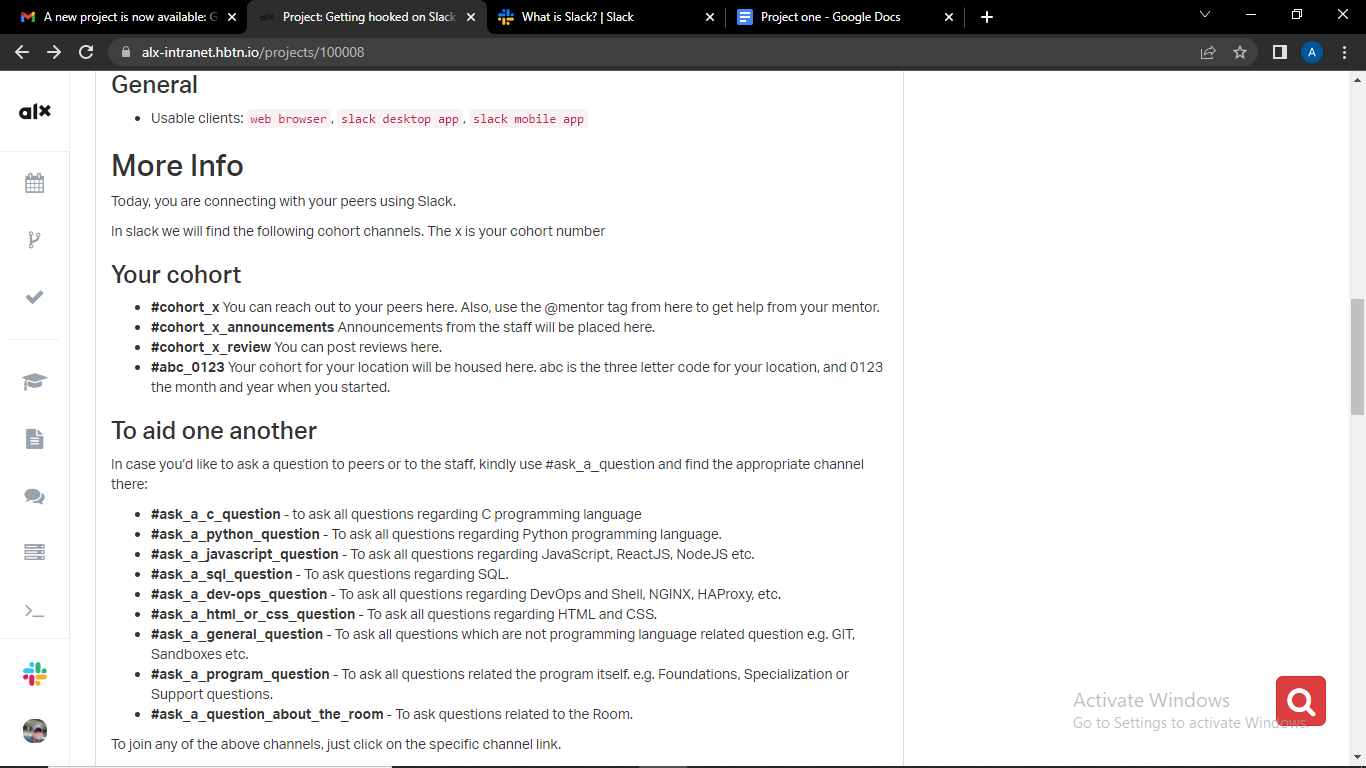 A new project is now available: G
Project: Getting hooked on Slack
What is Slack? | Slack
Project one - Google Docs
alx-intranet.hbtn.io/projects/100008
A
alx
General
Usable clients: web browser, slack desktop app, slack mobile app
More Info
Today, you are connecting with your peers using Slack.
In slack we will find the following cohort channels. The x is your cohort number
Your cohort
#cohort_x You can reach out to your peers here. Also, use the @mentor tag from here to get help from your mentor.
#cohort_x_announcements Announcements from the staff will be placed here.
#cohort_x_review You can post reviews here.
#abc_0123 Your cohort for your location will be housed here. abc is the three letter code for your location, and 0123
the month and year when you started.
To aid one another
In case you’d like to ask a question to peers or to the staff, kindly use #ask_a_question and find the appropriate channel
there:
#ask_a_c_question - to ask all questions regarding C programming language
#ask_a_python_question - To ask all questions regarding Python programming language.
#ask_a_javascript_question - To ask all questions regarding JavaScript, ReactJS, NodeJS etc.
#ask_a_sql_question - To ask questions regarding SQL.
#ask_a_dev-ops_question - To ask all questions regarding DevOps and Shell, NGINX, HAProxy, etc.
#ask_a_html_or_css_question - To ask all questions regarding HTML and CSS.
#ask_a_general_question - To ask all questions which are not programming language related question e.g. GIT,
Sandboxes etc.
#ask_a_program_question - To ask all questions related the program itself. e.g. Foundations, Specialization or
Support questions.
#ask_a_question_about_the_room - To ask questions related to the Room.
To join any of the above channels, just click on the specific channel link.
Activate Windows
Go to Settings to activate Windows.